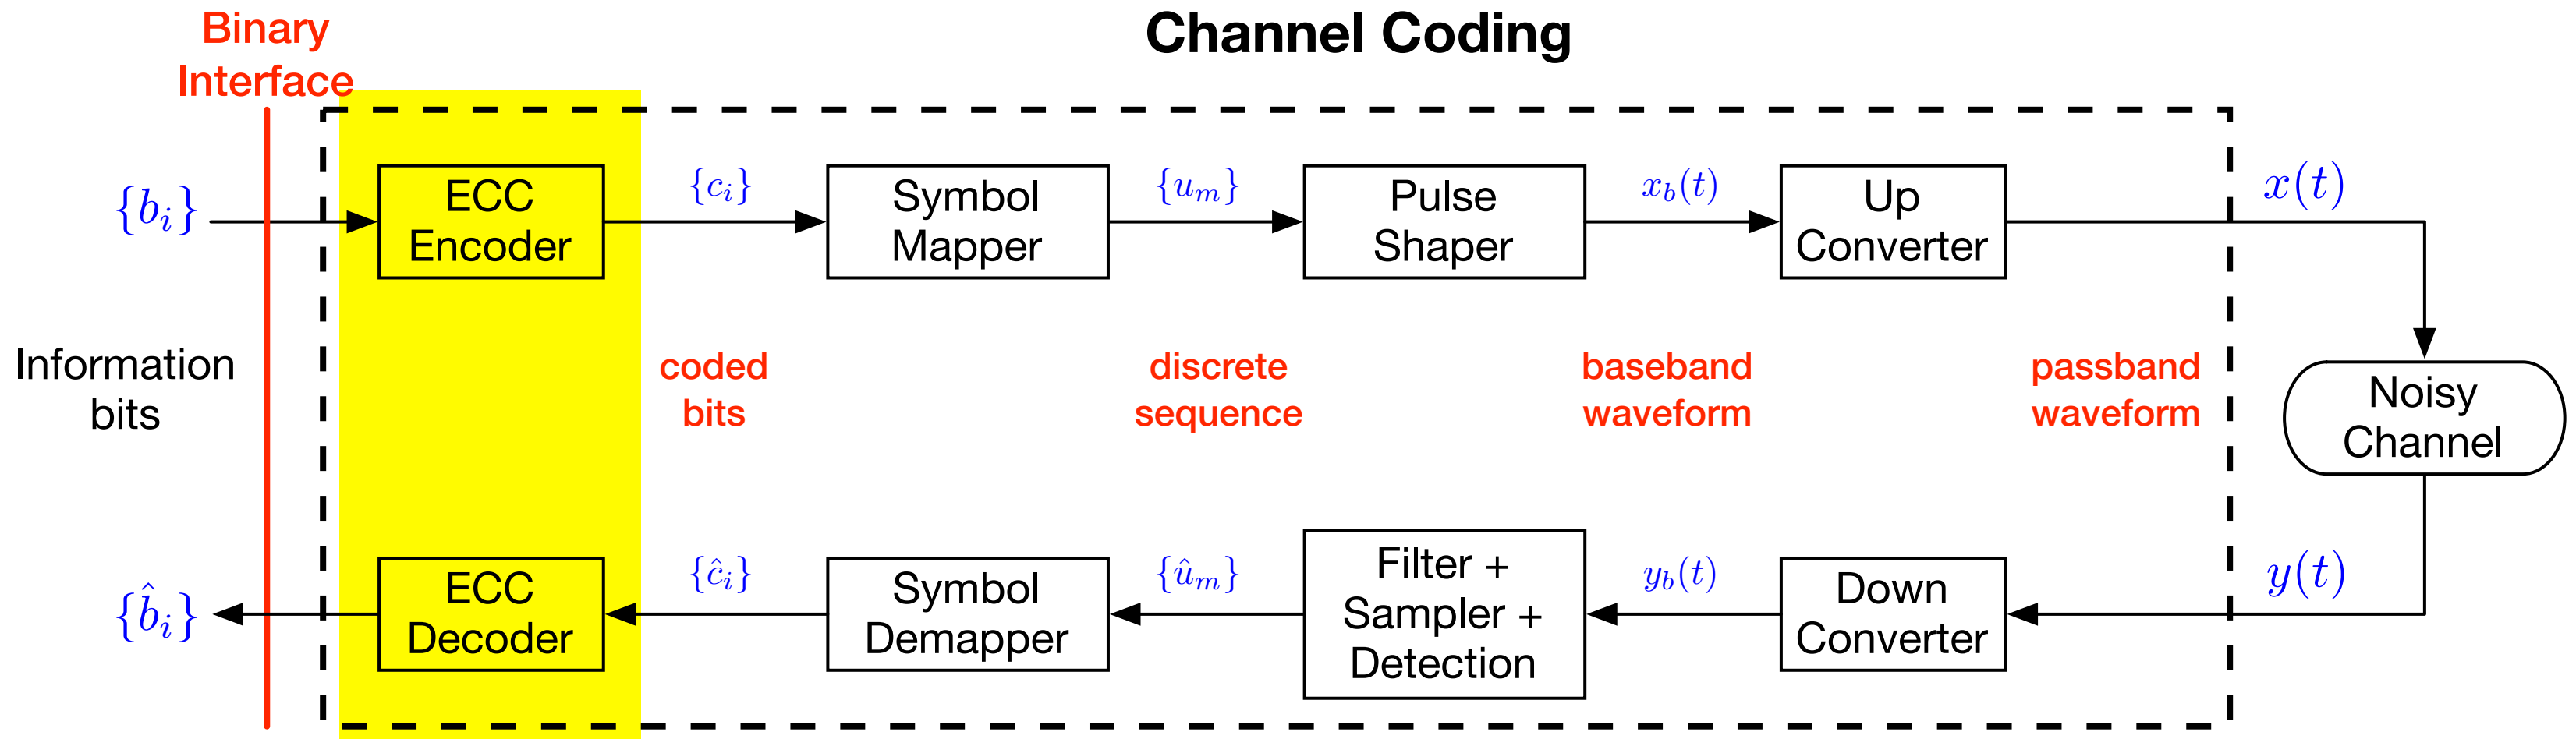 Channel Coding
Binary
Interface
{b_i}
ECC
Encoder
{c_i}
Symbol
Mapper
{u_m}
Pulse
Shaper
x_b(t)
Up
Converter
x(t)
Information
bits
coded
bits
discrete
sequence
baseband
waveform
passband
waveform
Noisy
Channel
{b̂_i}
ECC
Decoder
{ĉ_i}
Symbol
Demapper
{û_m}
Filter +
Sampler +
Detection
y_b(t)
Down
Converter
y(t)